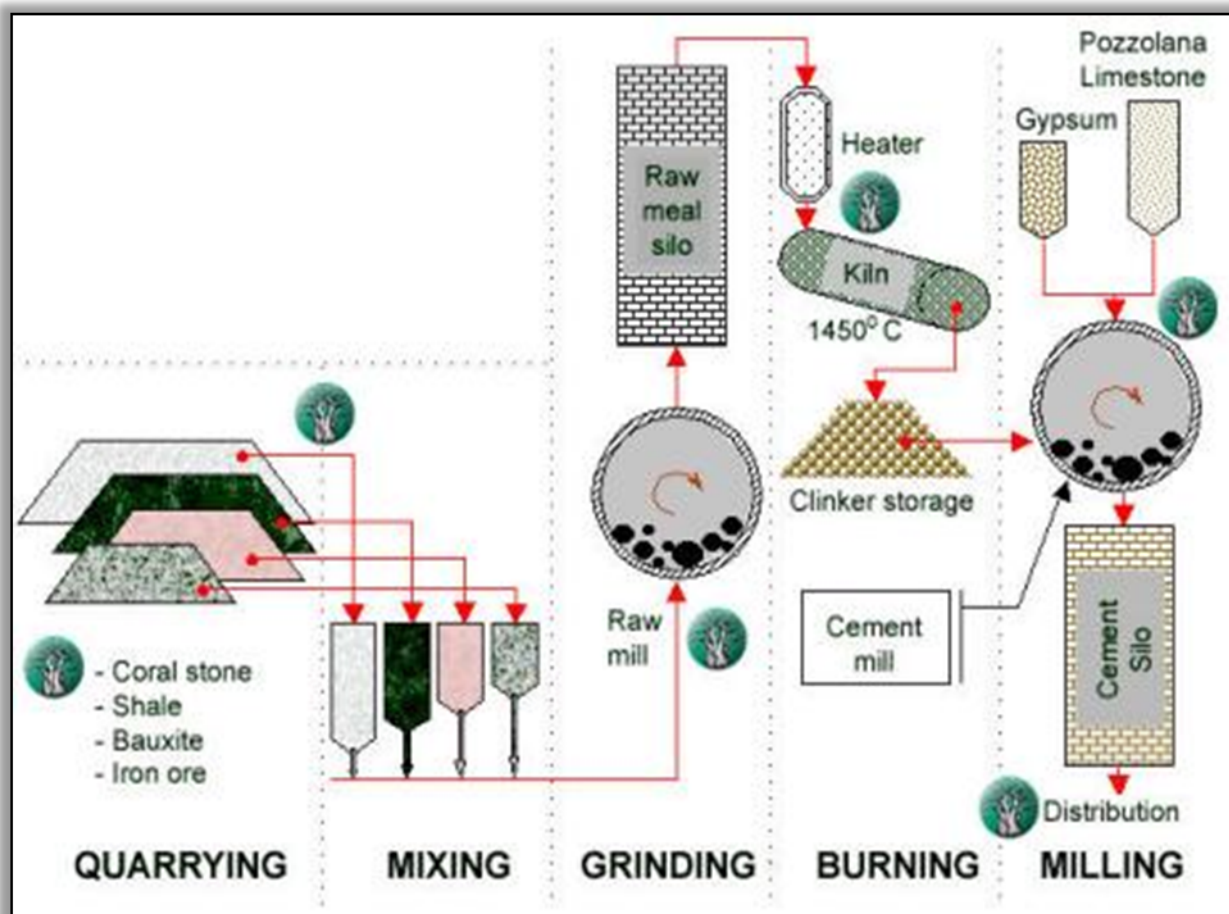 Pozzolana
Limestone
Gypsum
Heater
Raw
meal
silo
Kiln
1450⁰ C
Clinker storage
Raw
mill
Cement
mill
Cement
Silo
- Coral stone
- Shale
- Bauxite
- Iron ore
Distribution
QUARRYING
MIXING
GRINDING
BURNING
MILLING